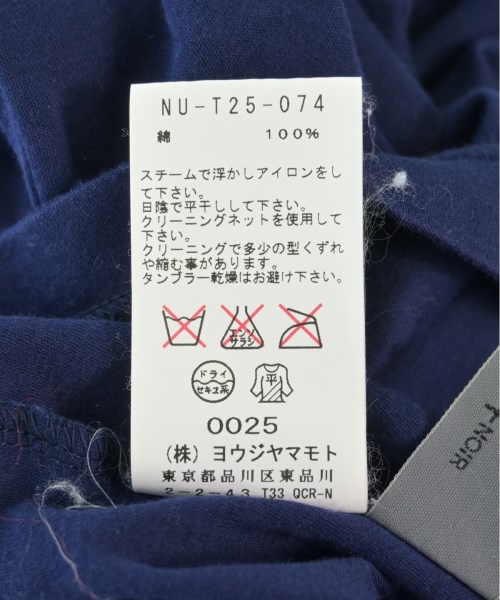 NU-T25-074
綿 100%
スチームで浮かしアイロンをし
て下さい。
日陰で平干しして下さい。
クリーニングネットを使用して
下さい。
クリーニングで多少の型くずれ
や縮む事があります。
タンブラー乾燥はお避け下さい。
エンソ
サラシ
ドライ
セキユ系
平
0025
(株)ヨウジヤマモト
東京都品川区東品川
2-2-43 T33 QCR-N
NOIR